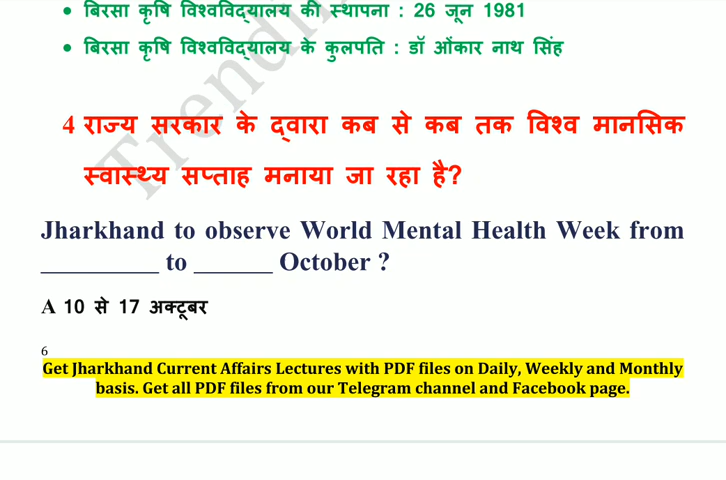 • बिरसा कृषि विश्वविद्यालय की स्थापना : 26 जून 1981
• बिरसा कृषि विश्वविद्यालय के कुलपति : डॉ ओंकार नाथ सिंह
4 राज्य सरकार के द्वारा कब से कब तक विश्व मानसिक
स्वास्थ्य सप्ताह मनाया जा रहा है?
Jharkhand to observe World Mental Health Week from
_________ to ______ October ?
A 10 से 17 अक्टूबर
6
Get Jharkhand Current Affairs Lectures with PDF files on Daily, Weekly and Monthly
basis. Get all PDF files from our Telegram channel and Facebook page.